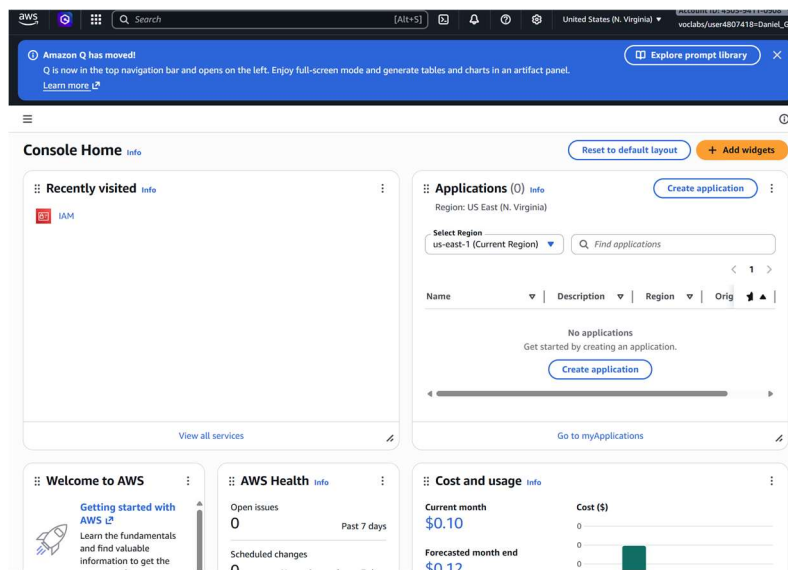 aws
Search
[Alt+S]
United States (N. Virginia)
voclabs/user4807418=Daniel_G
Amazon Q has moved!
Q is now in the top navigation bar and opens on the left. Enjoy full-screen mode and generate tables and charts in an artifact panel.
Learn more
Explore prompt library
Console Home Info
Reset to default layout
+ Add widgets
Recently visited Info
IAM
View all services
Applications (0) Info
Create application
Region: US East (N. Virginia)
Select Region
us-east-1 (Current Region)
Find applications
1
Name
Description
Region
Orig
No applications
Get started by creating an application.
Create application
Go to myApplications
Welcome to AWS
Getting started with
AWS
Learn the fundamentals
and find valuable
information to get the
AWS Health Info
Open issues
0
Past 7 days
Scheduled changes
Cost and usage Info
Current month
$0.10
Forecasted month end
$0.12
Cost ($)
0
0
0